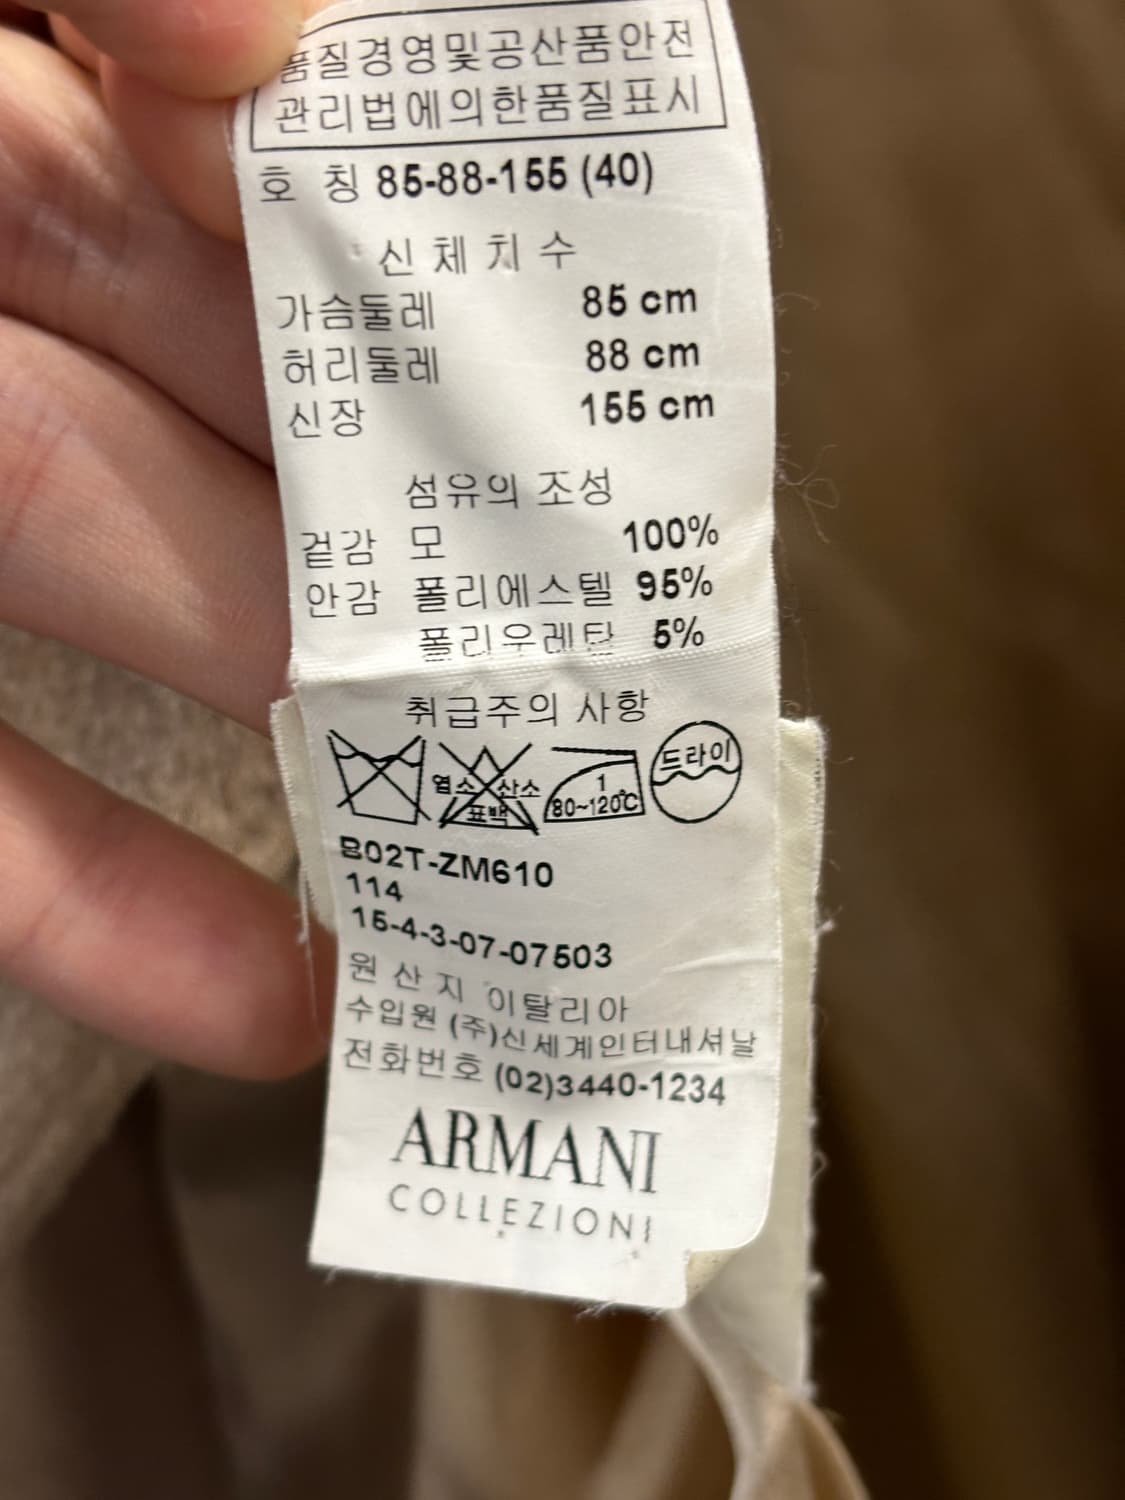 품질경영및공산품안전
관리법에의한품질표시
호 칭 85-88-155 (40)
신체치수
가슴둘레 85 cm
허리둘레 88 cm
신장 155 cm
섬유의 조성
겉감 모 100%
안감 폴리에스텔 95%
폴리우레탄 5%
취급주의 사항
염소 산소 표백
1
80~120℃
드라이
B02T-ZM610
114
15-4-3-07-07503
원산지 이탈리아
수입원 (주)신세계인터내셔날
전화번호 (02)3440-1234
ARMANI
COLLEZIONI